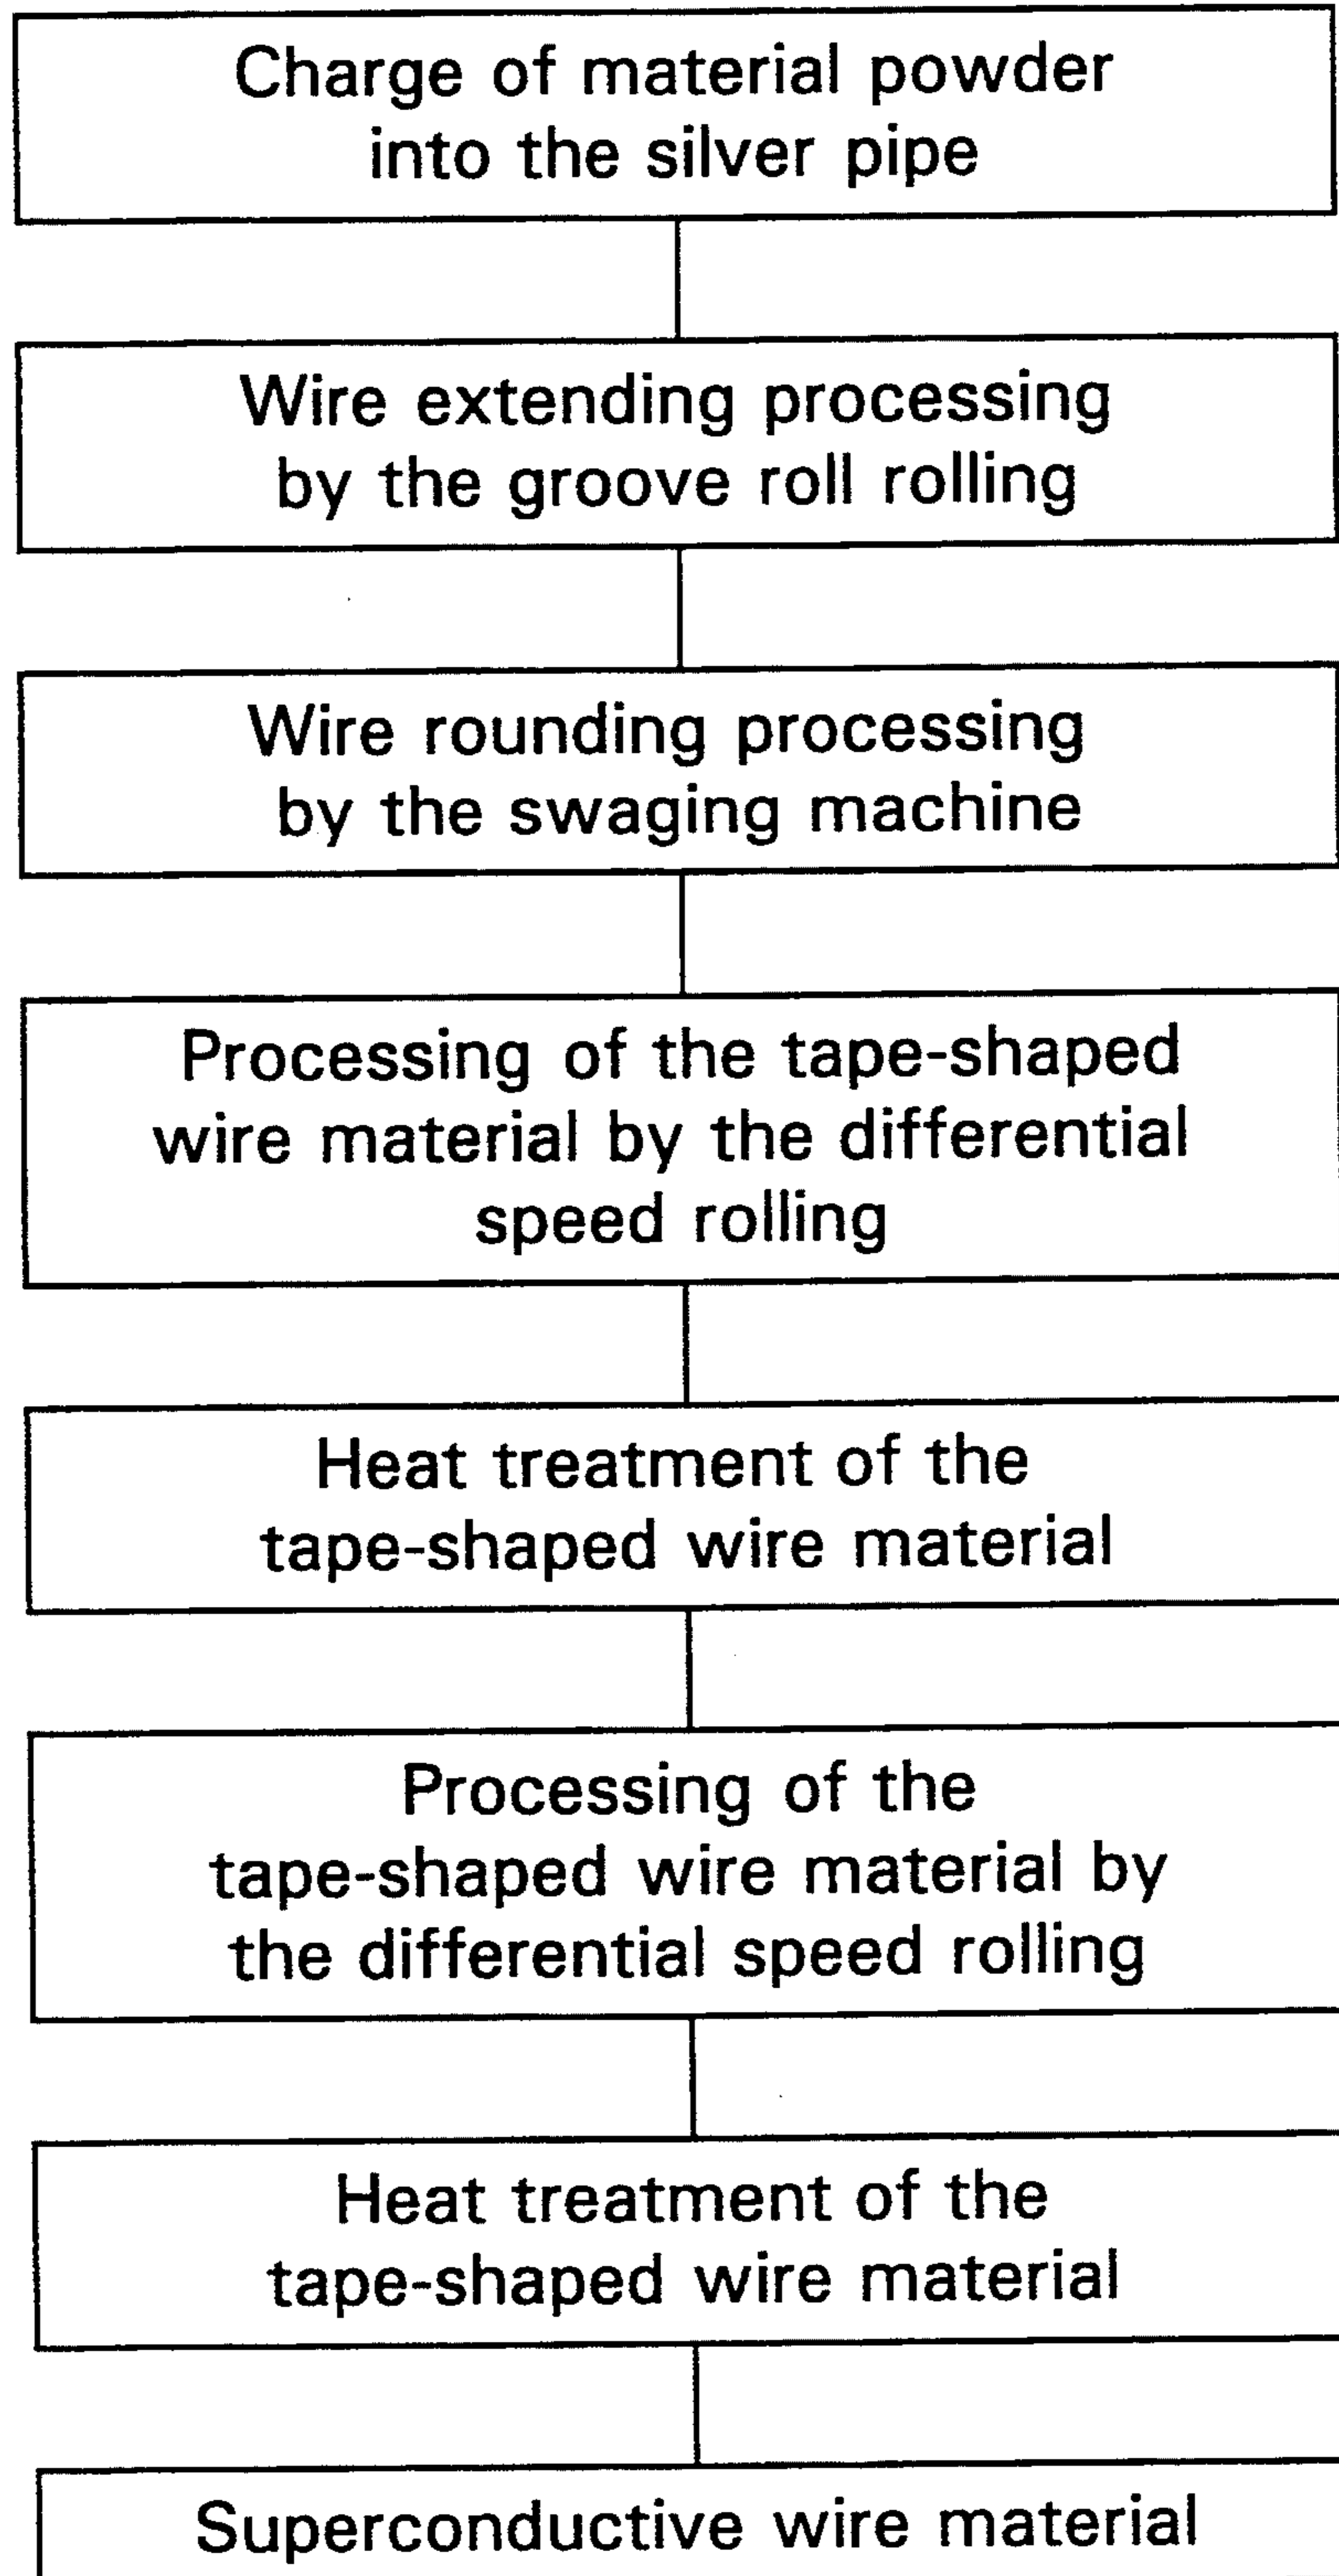 Charge of material powder
into the silver pipe
Wire extending processing
by the groove roll rolling
Wire rounding processing
by the swaging machine
Processing of the tape-shaped
wire material by the differential
speed rolling
Heat treatment of the
tape-shaped wire material
Processing of the
tape-shaped wire material by
the differential speed rolling
Heat treatment of the
tape-shaped wire material
Superconductive wire material